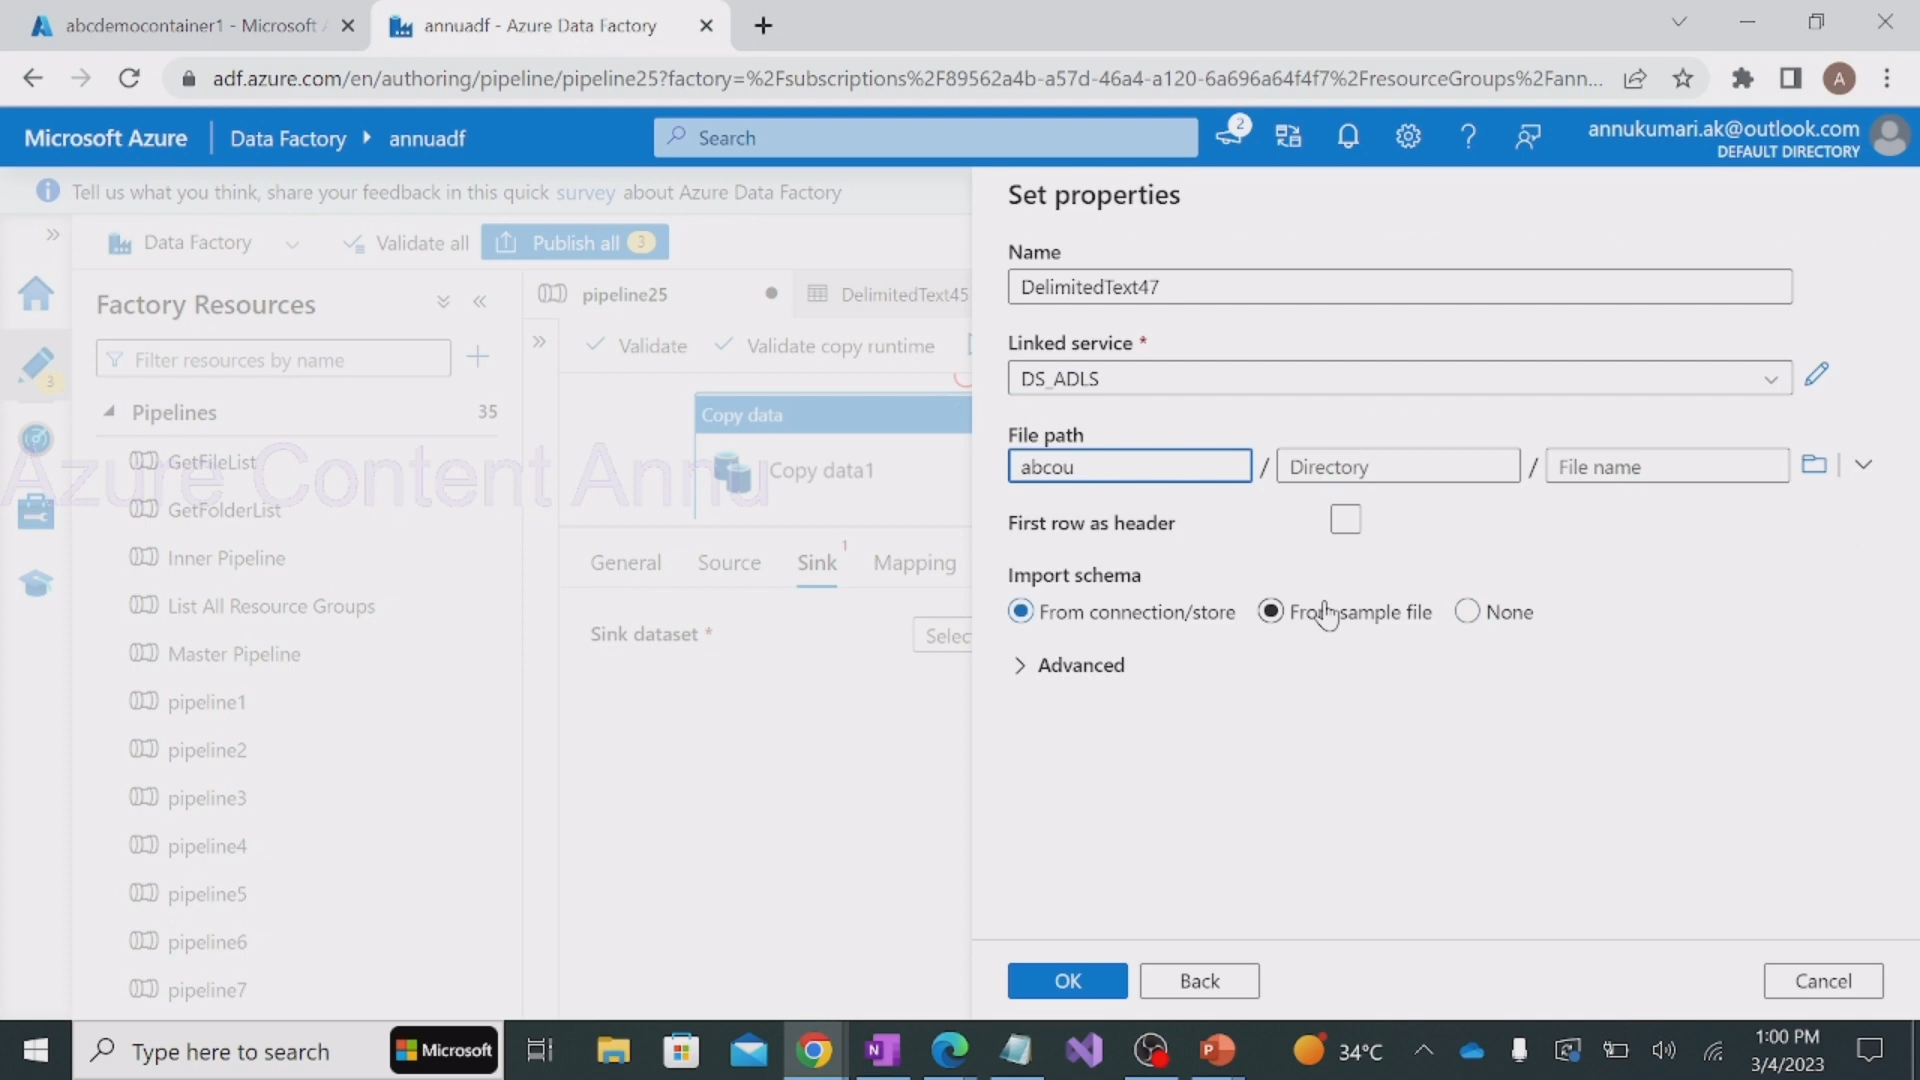 abcdemocontainer1 - Microsoft A
annuadf - Azure Data Factory
adf.azure.com/en/authoring/pipeline/pipeline25?factory=%2Fsubscriptions%2F89562a4b-a57d-46a4-a120-6a696a64f4f7%2FresourceGroups%2Fann...
A
Microsoft Azure
Data Factory
annuadf
Search
2
annukumari.ak@outlook.com
DEFAULT DIRECTORY
Tell us what you think, share your feedback in this quick survey about Azure Data Factory
Data Factory
Validate all
Publish all 3
Factory Resources
Filter resources by name
3
Pipelines 35
GetFileList
GetFolderList
Inner Pipeline
List All Resource Groups
Master Pipeline
pipeline1
pipeline2
pipeline3
pipeline4
pipeline5
pipeline6
pipeline7
Azure Content Annu
pipeline25
DelimitedText45
Validate
Validate copy runtime
Copy data
Copy data1
General
Source
Sink 1
Mapping
Sink dataset *
Selec
Set properties
Name
DelimitedText47
Linked service *
DS_ADLS
File path
abcou / Directory / File name
First row as header
Import schema
From connection/store
From sample file
None
Advanced
OK
Back
Cancel
Type here to search
Microsoft
34°C
1:00 PM
3/4/2023